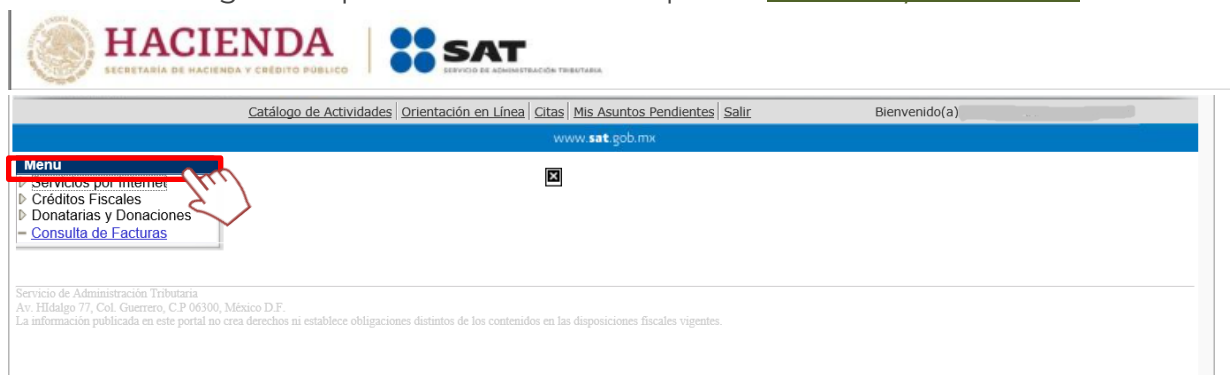 HACIENDA
SECRETARÍA DE HACIENDA Y CRÉDITO PÚBLICO
SAT
SERVICIO DE ADMINISTRACIÓN TRIBUTARIA
Catálogo de Actividades | Orientación en Línea | Citas | Mis Asuntos Pendientes | Salir Bienvenido(a)
www.sat.gob.mx
Menú
Servicios por Internet
Créditos Fiscales
Donatarias y Donaciones
Consulta de Facturas
Servicio de Administración Tributaria
Av. HIdalgo 77, Col. Guerrero, C.P 06300, México D.F.
La información publicada en este portal no crea derechos ni establece obligaciones distintos de los contenidos en las disposiciones fiscales vigentes.